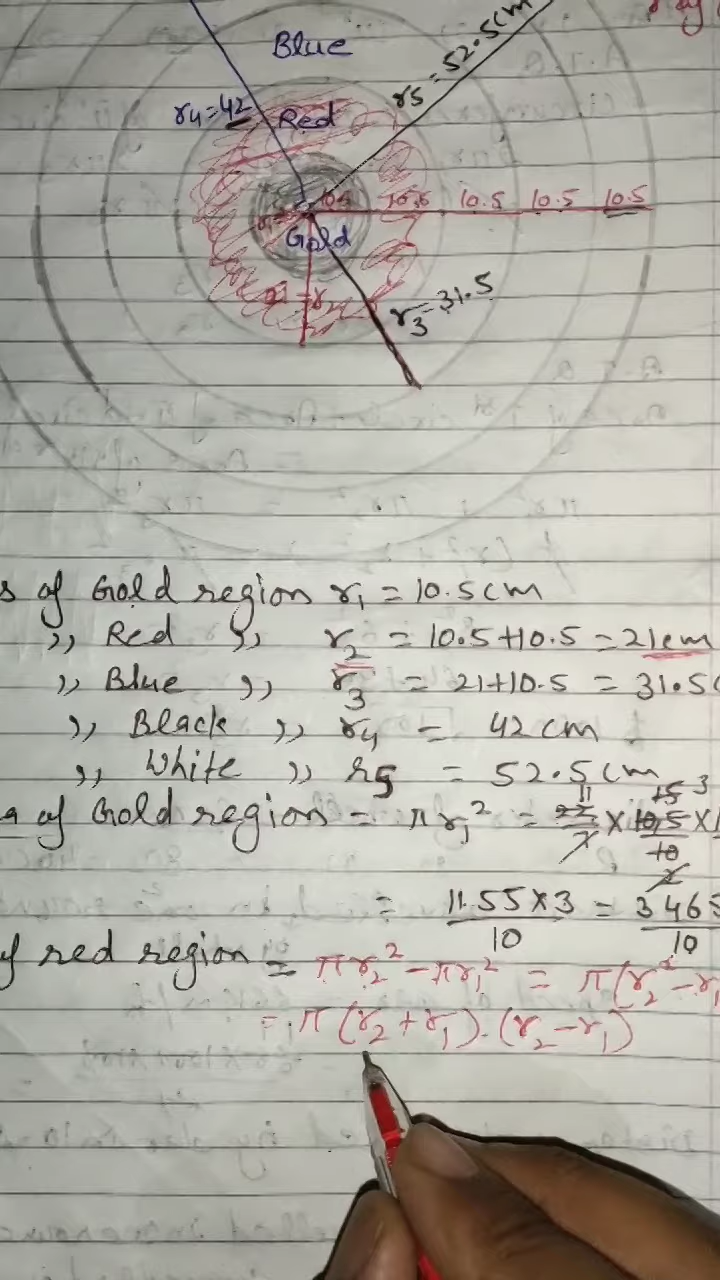 Blue
r5 = 52.5cm
r4=42
Red
10.5 10.5 10.5
Gold
r3=31.5
s of Gold region r₁ = 10.5cm
,, Red ,, r₂ = 10.5+10.5 = 21cm
,, Blue ,, r₃ = 21+10.5 = 31.5c
,, Black ,, r₄ = 42cm
,, White ,, r5 = 52.5cm
a of Gold region = πr₁² =
= 11.55×3/10 = 3465/10
of red region = πr₂² - πr₁² = π(r₂² - r₁
= π(r₂+r₁).(r₂-r₁)